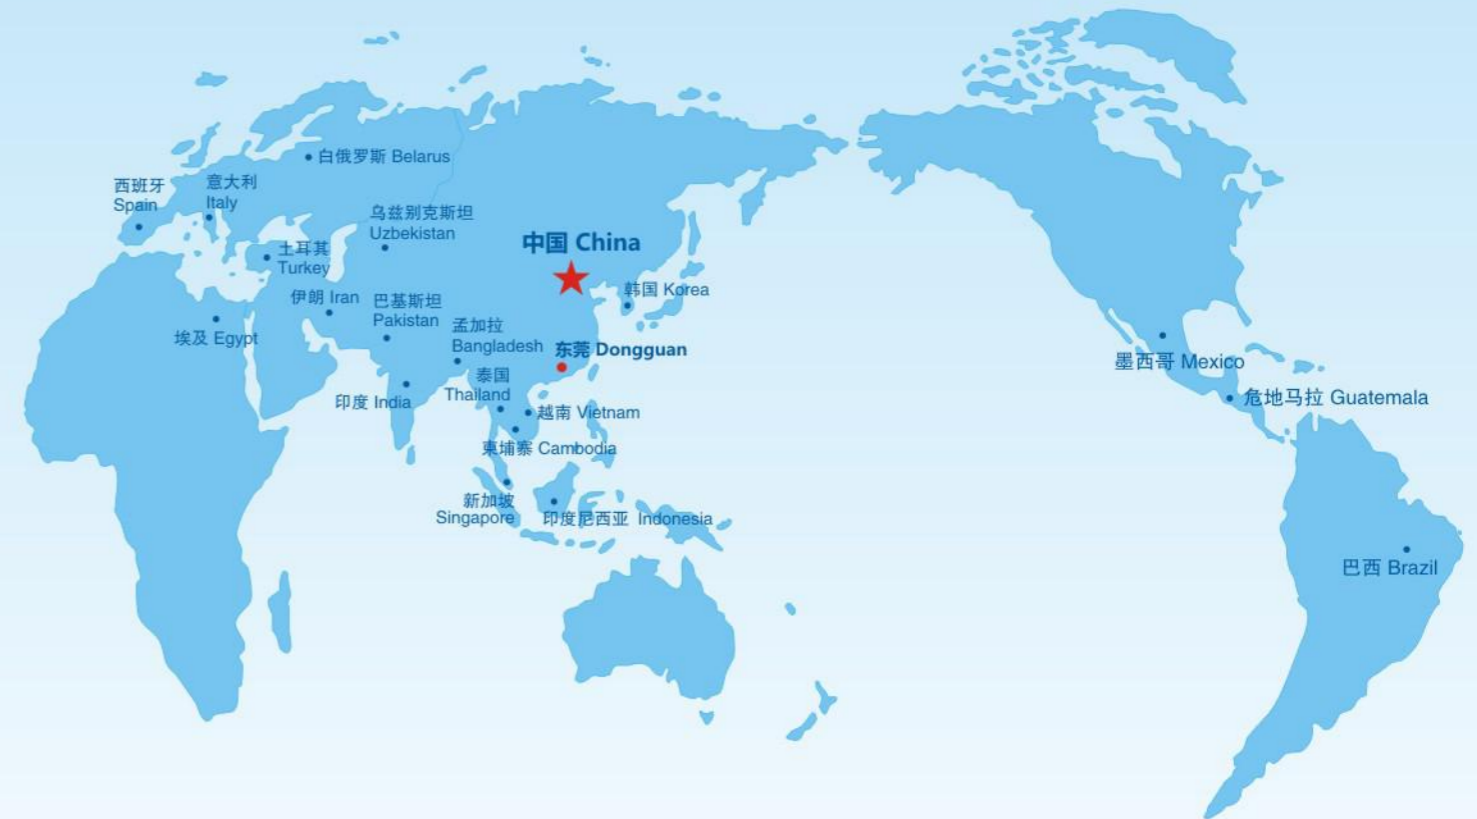 白俄罗斯 Belarus
西班牙
Spain
意大利
Italy
乌兹别克斯坦
Uzbekistan
中国 China
土耳其
Turkey
伊朗 Iran
巴基斯坦
Pakistan
韩国 Korea
埃及 Egypt
孟加拉
Bangladesh
东莞 Dongguan
泰国
Thailand
印度 India
越南 Vietnam
柬埔寨 Cambodia
新加坡
Singapore
印度尼西亚 Indonesia
墨西哥 Mexico
危地马拉 Guatemala
巴西 Brazil